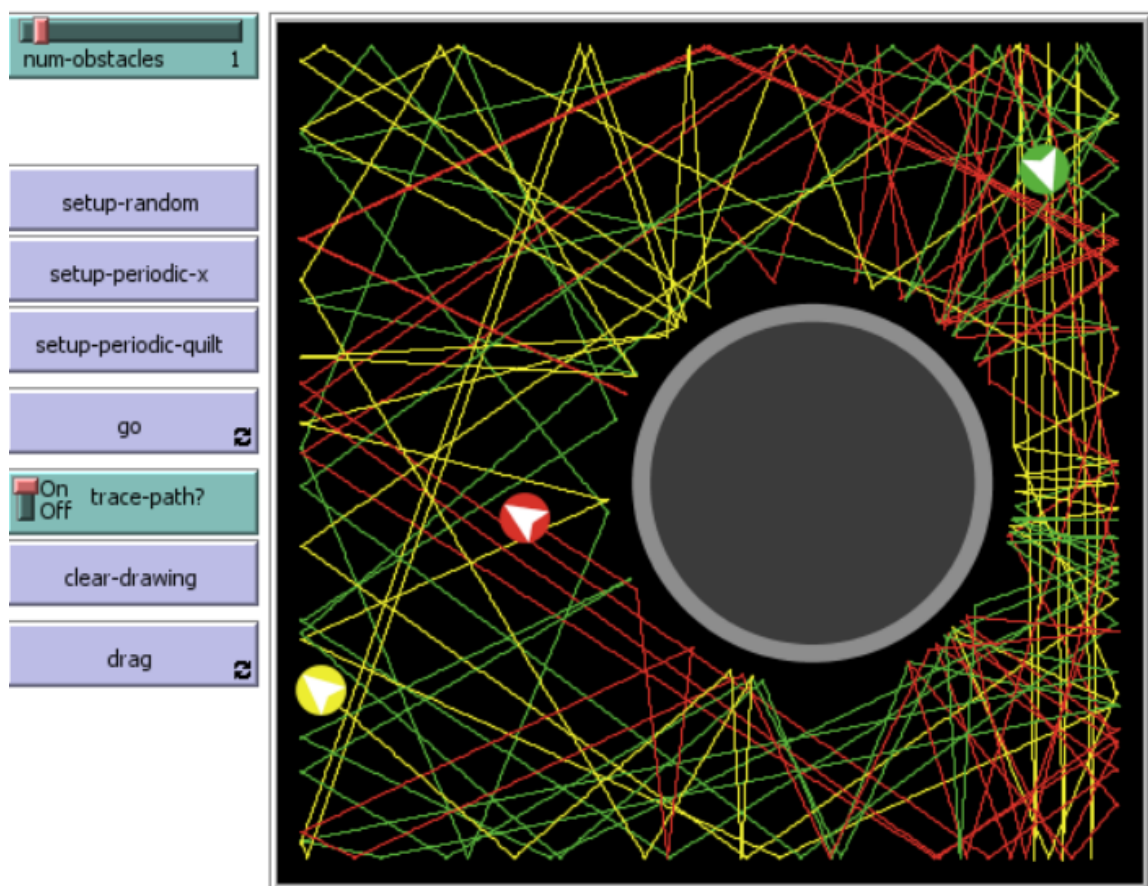 num-obstacles 1
setup-random
setup-periodic-x
setup-periodic-quilt
go
On
Off
trace-path?
clear-drawing
drag